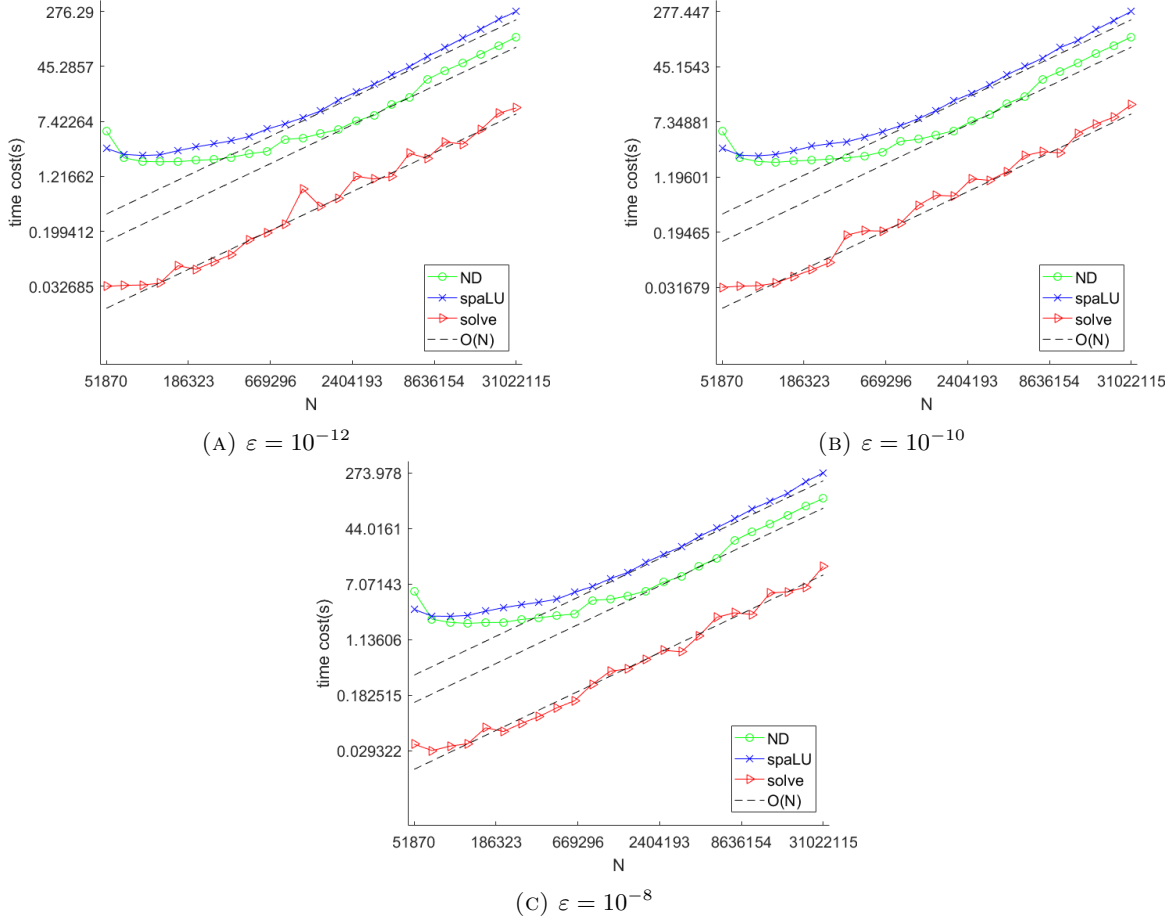 276.29
45.2857
7.42264
1.21662
0.199412
0.032685
time cost(s)
ND
spaLU
solve
O(N)
51870 186323 669296 2404193 8636154 31022115
N
(A) ε = 10⁻¹²
277.447
45.1543
7.34881
1.19601
0.19465
0.031679
time cost(s)
ND
spaLU
solve
O(N)
51870 186323 669296 2404193 8636154 31022115
N
(B) ε = 10⁻¹⁰
273.978
44.0161
7.07143
1.13606
0.182515
0.029322
time cost(s)
ND
spaLU
solve
O(N)
51870 186323 669296 2404193 8636154 31022115
N
(C) ε = 10⁻⁸